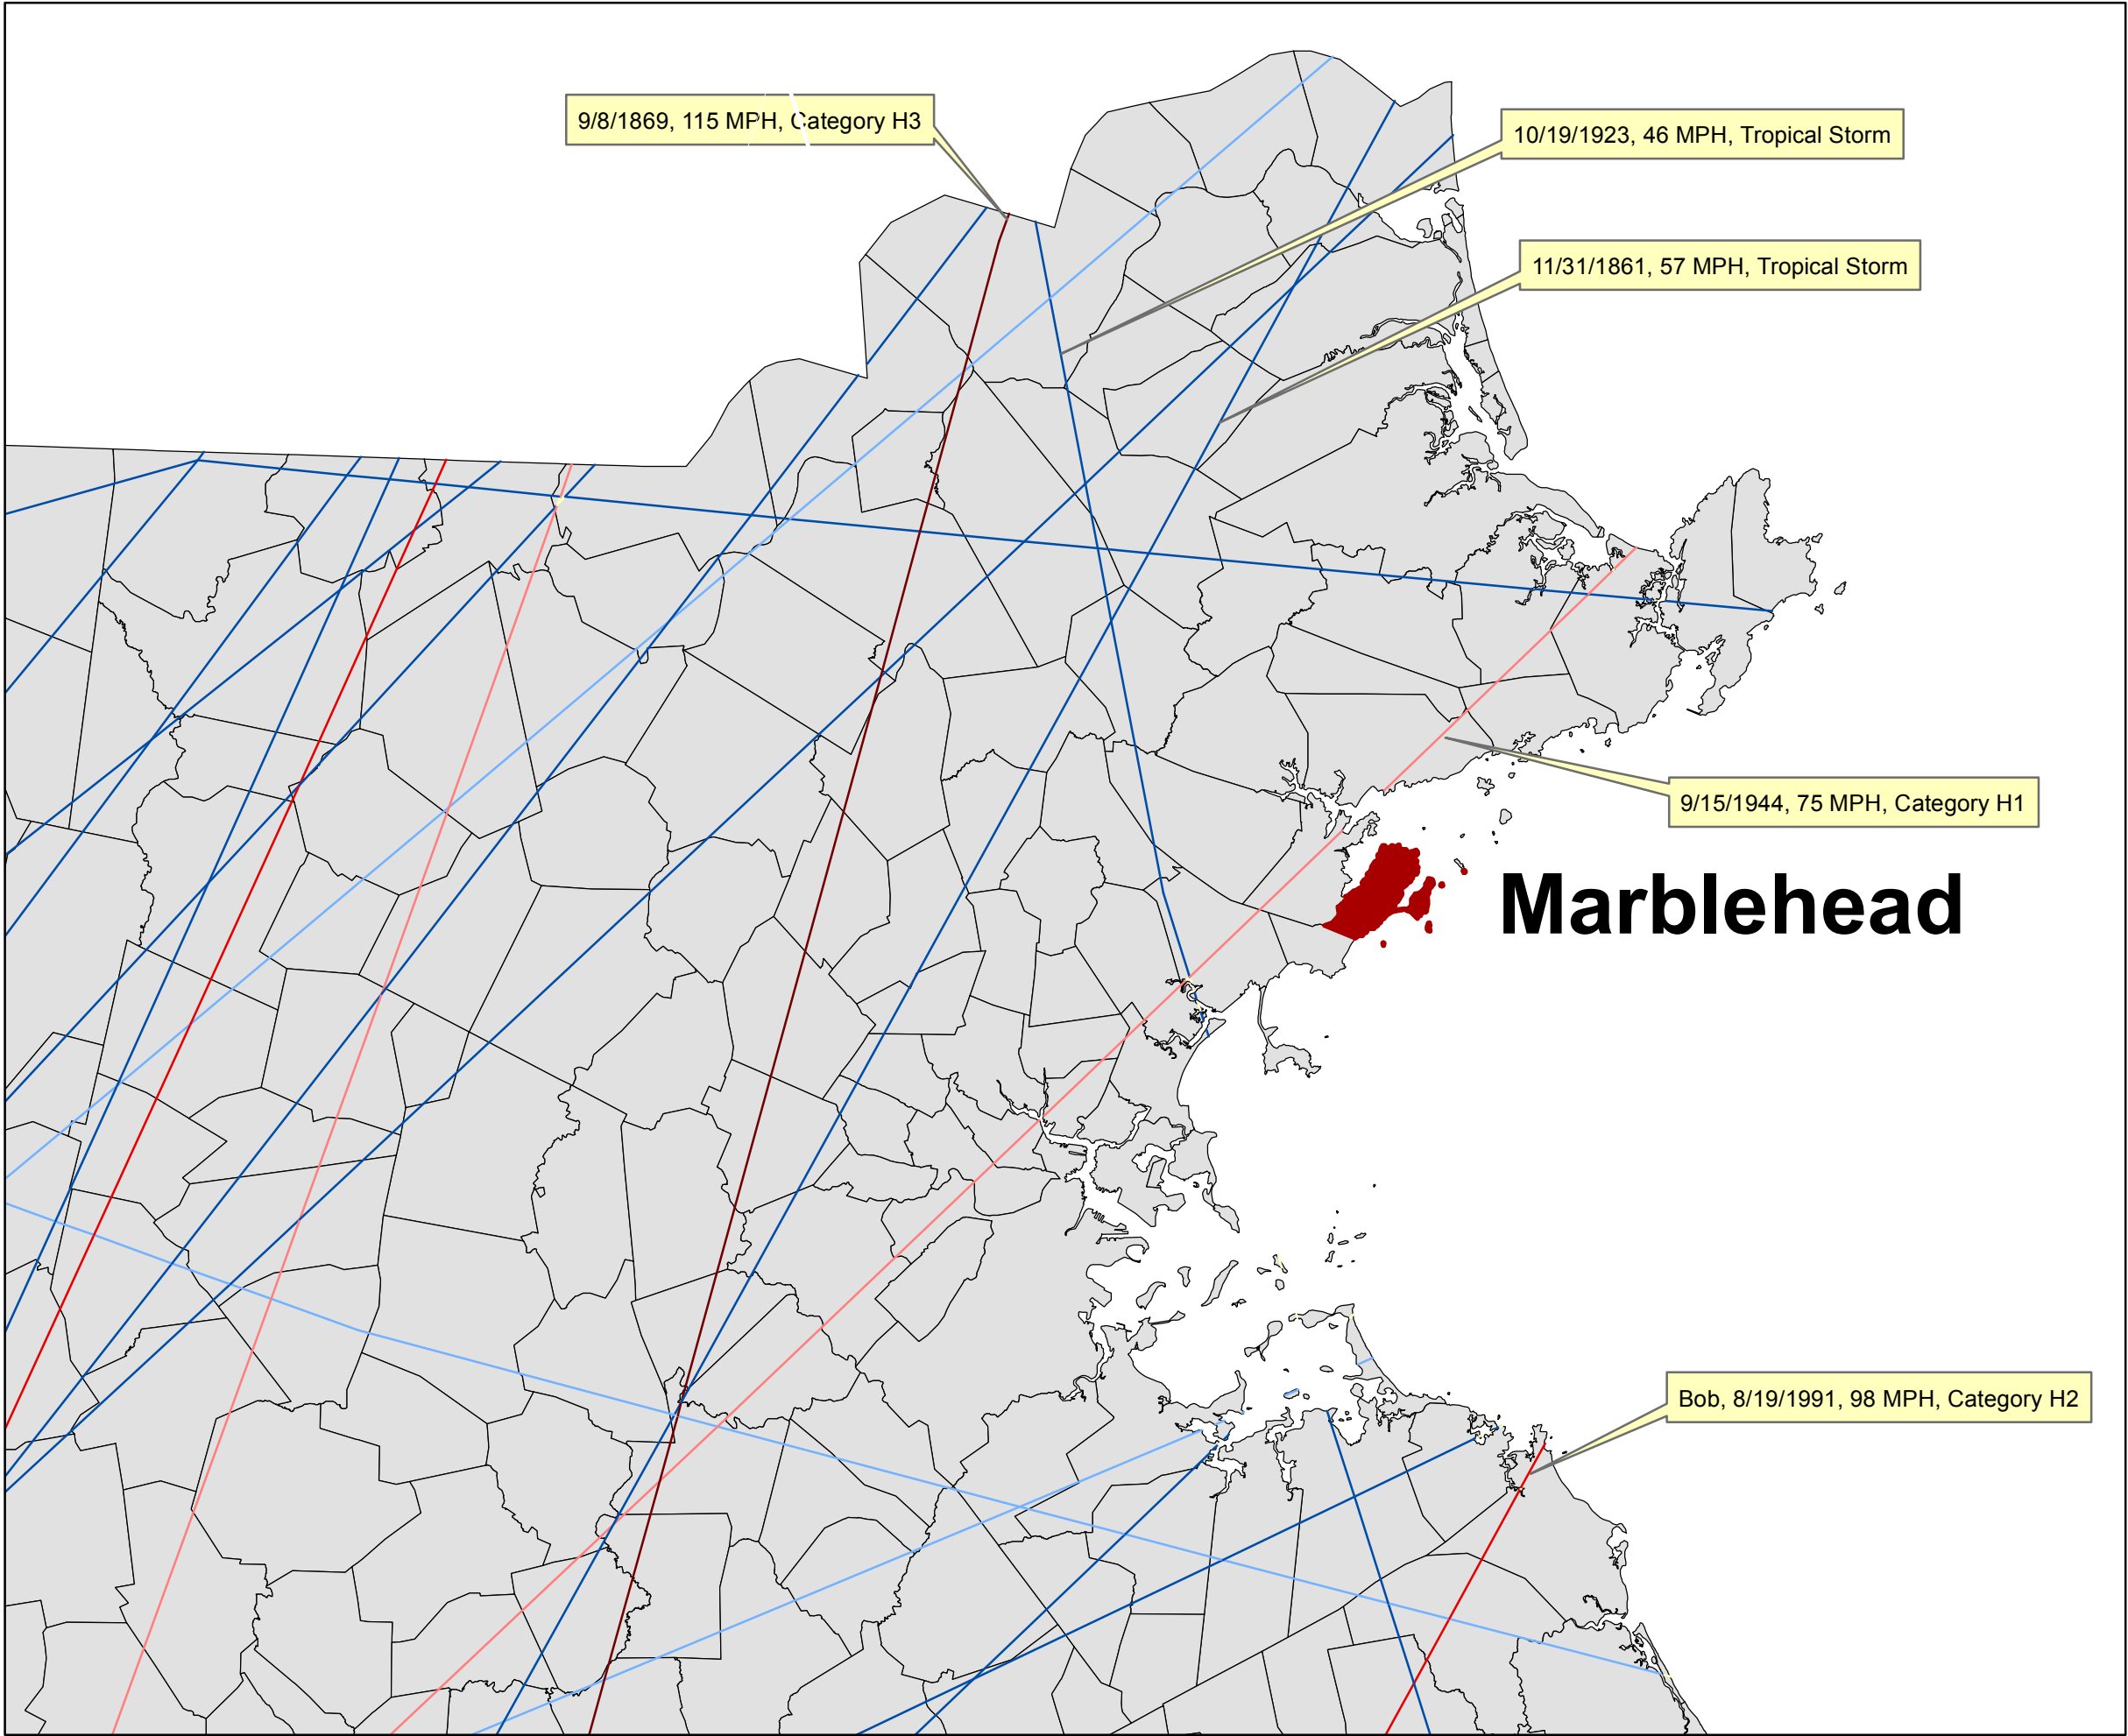 9/8/1869, 115 MPH, Category H3
10/19/1923, 46 MPH, Tropical Storm
11/31/1861, 57 MPH, Tropical Storm
9/15/1944, 75 MPH, Category H1
Marblehead
Bob, 8/19/1991, 98 MPH, Category H2